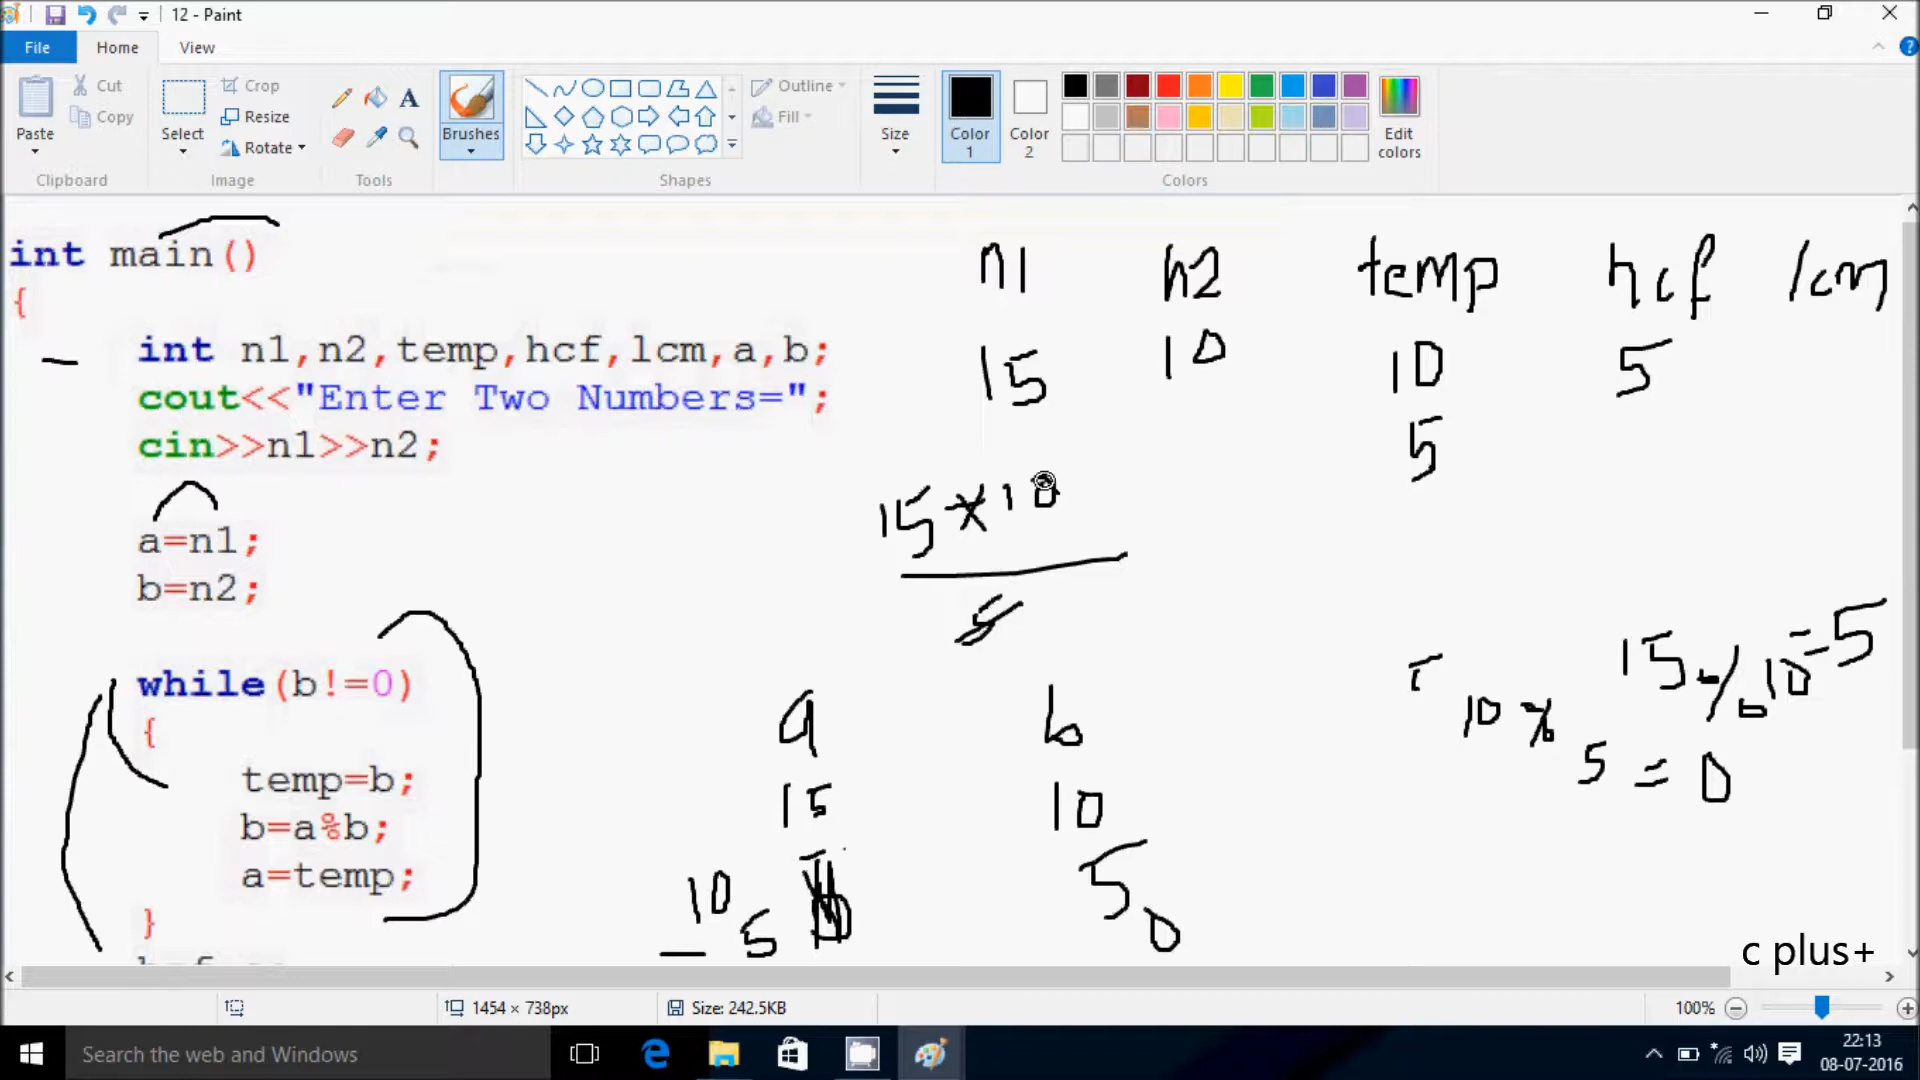 12 - Paint
File Home View
Paste Cut Copy Clipboard
Select Crop Resize Rotate Image
Tools
Brushes
Outline Fill Shapes
Size
Color 1 Color 2 Edit colors Colors
int main()
{
int n1,n2,temp,hcf,lcm,a,b;
cout<<"Enter Two Numbers=";
cin>>n1>>n2;
a=n1;
b=n2;
while(b!=0)
{
temp=b;
b=a%b;
a=temp;
}
n1 n2 temp hcf lcm
15 10 10 5
5
15*10
5
15%10=5
10%
5=0
a b
15 10
10 5 5 0
c plus+
1454 × 738px Size: 242.5KB 100%
Search the web and Windows
22:13
08-07-2016